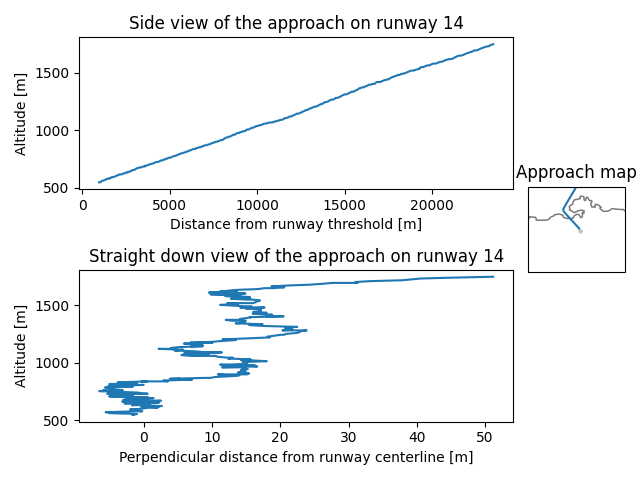 Side view of the approach on runway 14
1500
1000
500
Altitude [m]
0 5000 10000 15000 20000
Distance from runway threshold [m]
Approach map
Straight down view of the approach on runway 14
1500
1000
500
Altitude [m]
0 10 20 30 40 50
Perpendicular distance from runway centerline [m]